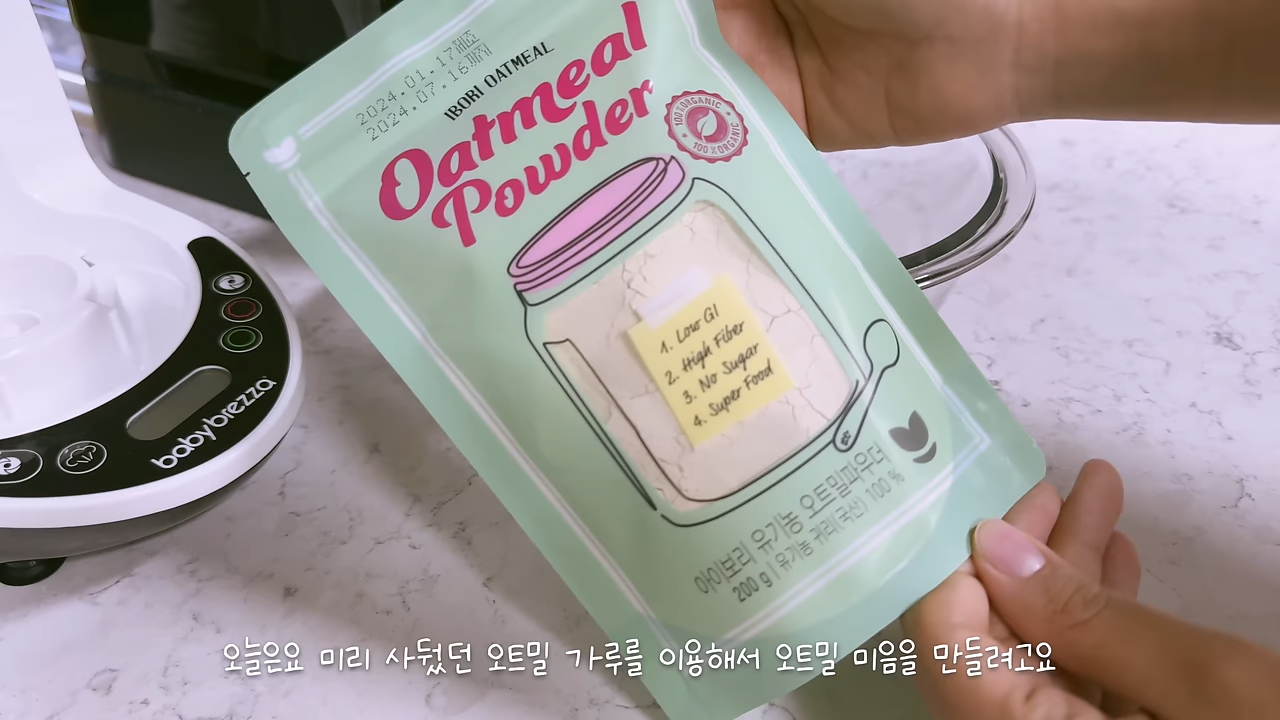 2024.01.17제조
2024.07.16까지
IBORI OATMEAL
Oatmeal
Powder
100% ORGANIC
100% ORGANIC
1. Low GI
2. High Fiber
3. No Sugar
4. Super Food
아이보리 유기농 오트밀파우더
200 g | 유기농 귀리(국산) 100 %
babybrezza
오늘은요 미리 사뒀던 오트밀 가루를 이용해서 오트밀 미음을 만들려고요